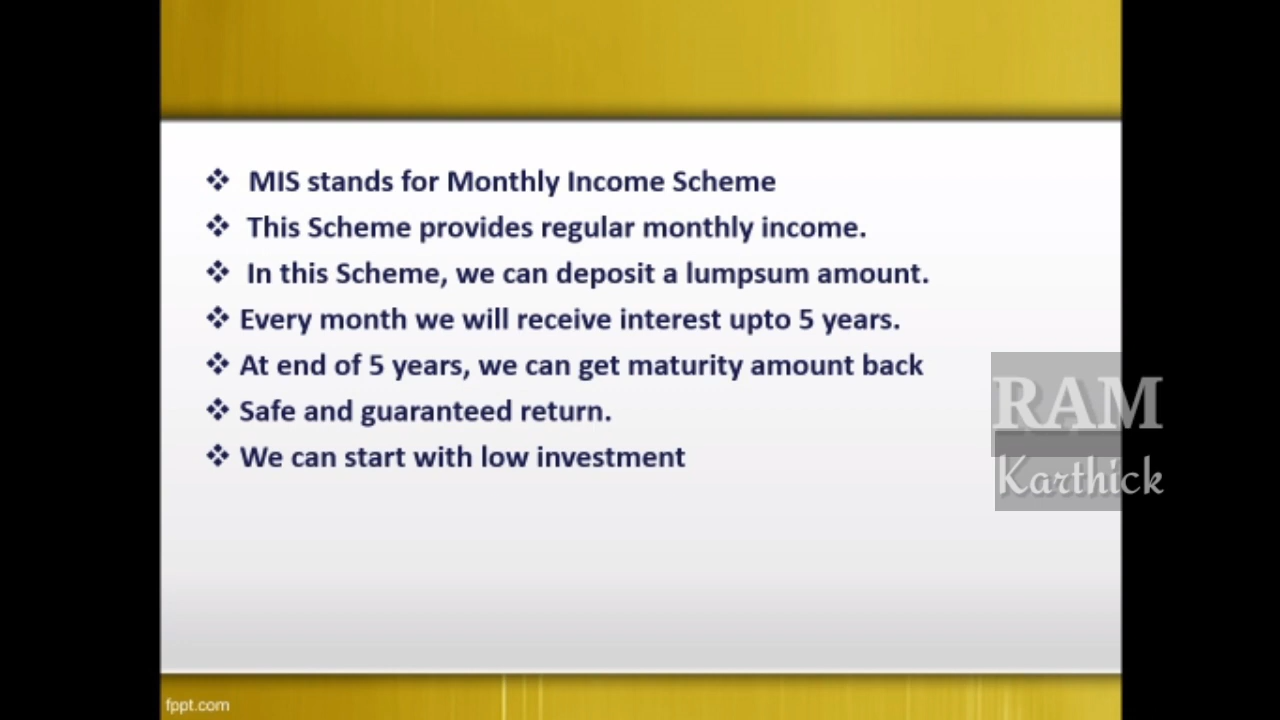 ❖ MIS stands for Monthly Income Scheme
❖ This Scheme provides regular monthly income.
❖ In this Scheme, we can deposit a lumpsum amount.
❖ Every month we will receive interest upto 5 years.
❖ At end of 5 years, we can get maturity amount back
❖ Safe and guaranteed return.
❖ We can start with low investment
RAM
Karthick
fppt.com